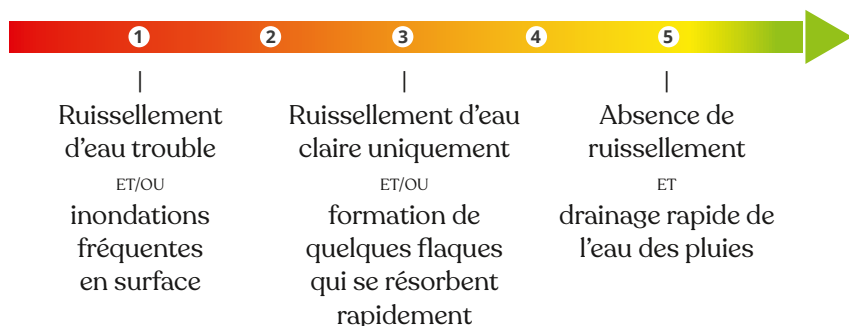 1 2 3 4 5
Ruissellement
d’eau trouble
ET/OU
inondations
fréquentes
en surface
Ruissellement d’eau
claire uniquement
ET/OU
formation de
quelques flaques
qui se résorbent
rapidement
Absence de
ruissellement
ET
drainage rapide de
l’eau des pluies